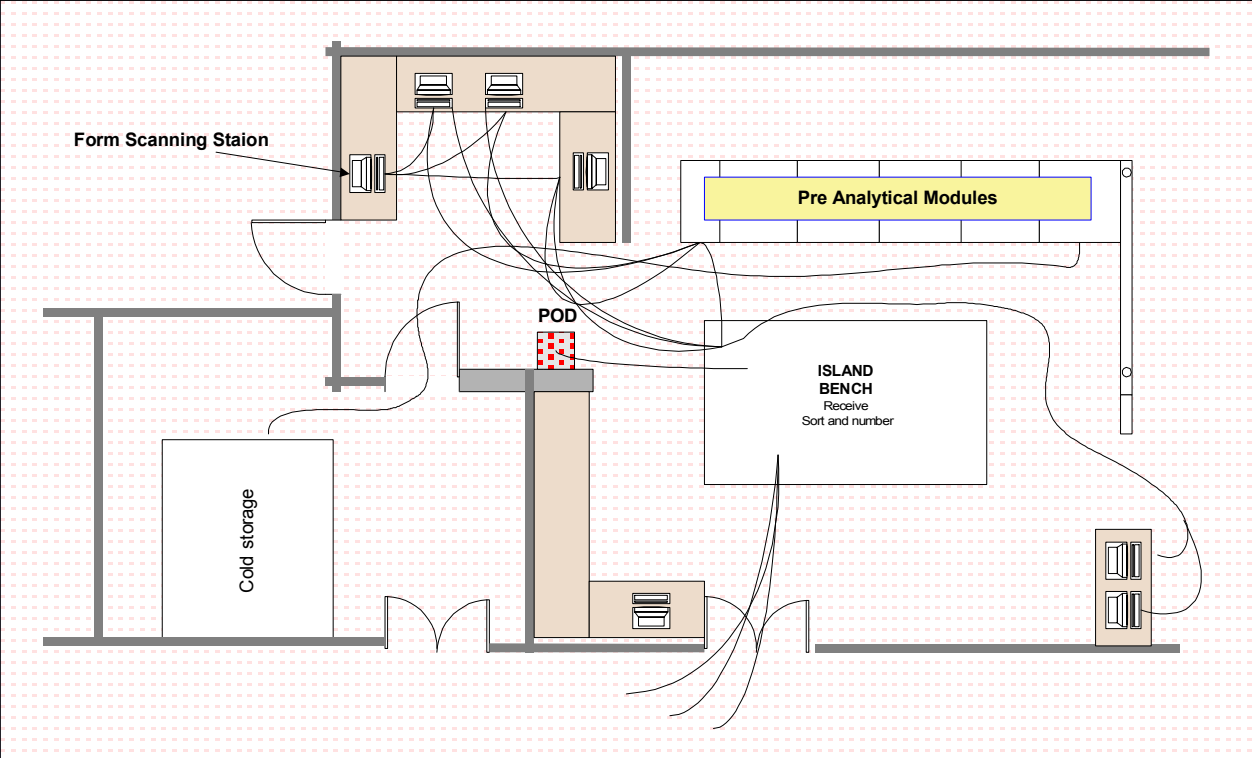 Form Scanning Staion
Pre Analytical Modules
POD
ISLAND
BENCH
Receive
Sort and number
Cold storage